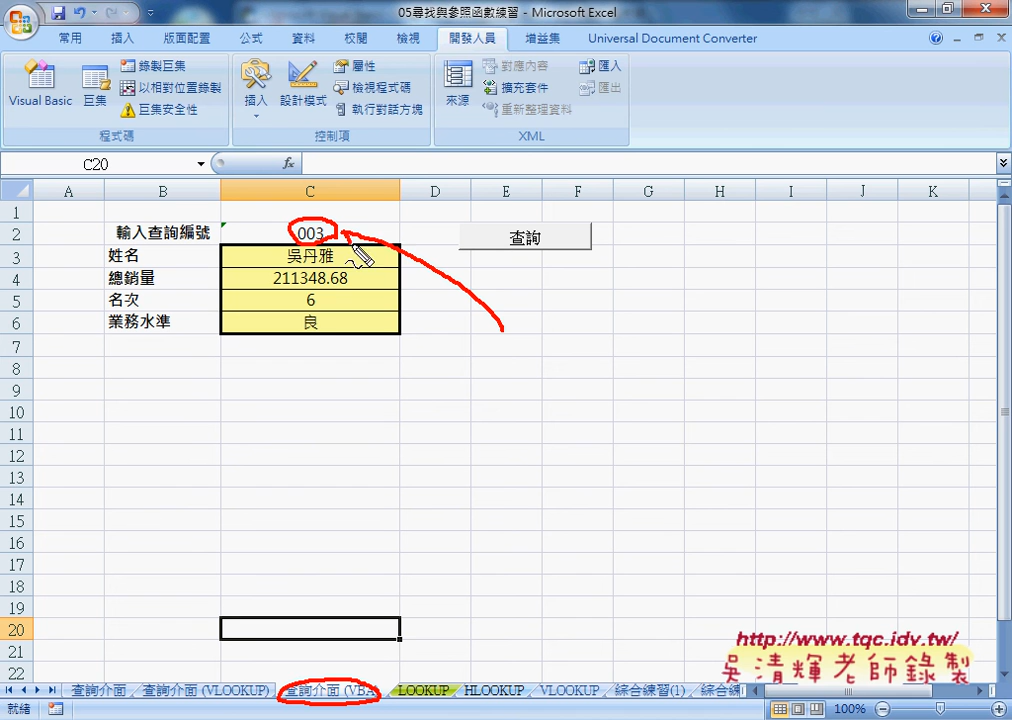 05尋找與參照函數練習 - Microsoft Excel
常用 插入 版面配置 公式 資料 校閱 檢視 開發人員 增益集 Universal Document Converter
Visual Basic 巨集 錄製巨集 以相對位置錄製 巨集安全性 插入 設計模式 屬性 檢視程式碼 執行對話方塊 來源 對應內容 擴充套件 重新整理資料 匯入 匯出
程式碼 控制項 XML
C20 fx
A B C D E F G H I J K
1
2 輸入查詢編號 003 查詢
3 姓名 吳丹雅
4 總銷量 211348.68
5 名次 6
6 業務水準 良
7
8
9
10
11
12
13
14
15
16
17
18
19
20
21
22
http://www.tqc.idv.tw/
吳清輝老師錄製
查詢介面 查詢介面 (VLOOKUP) 查詢介面 (VBA LOOKUP HLOOKUP VLOOKUP 綜合練習(1) 綜合練
就緒 100%